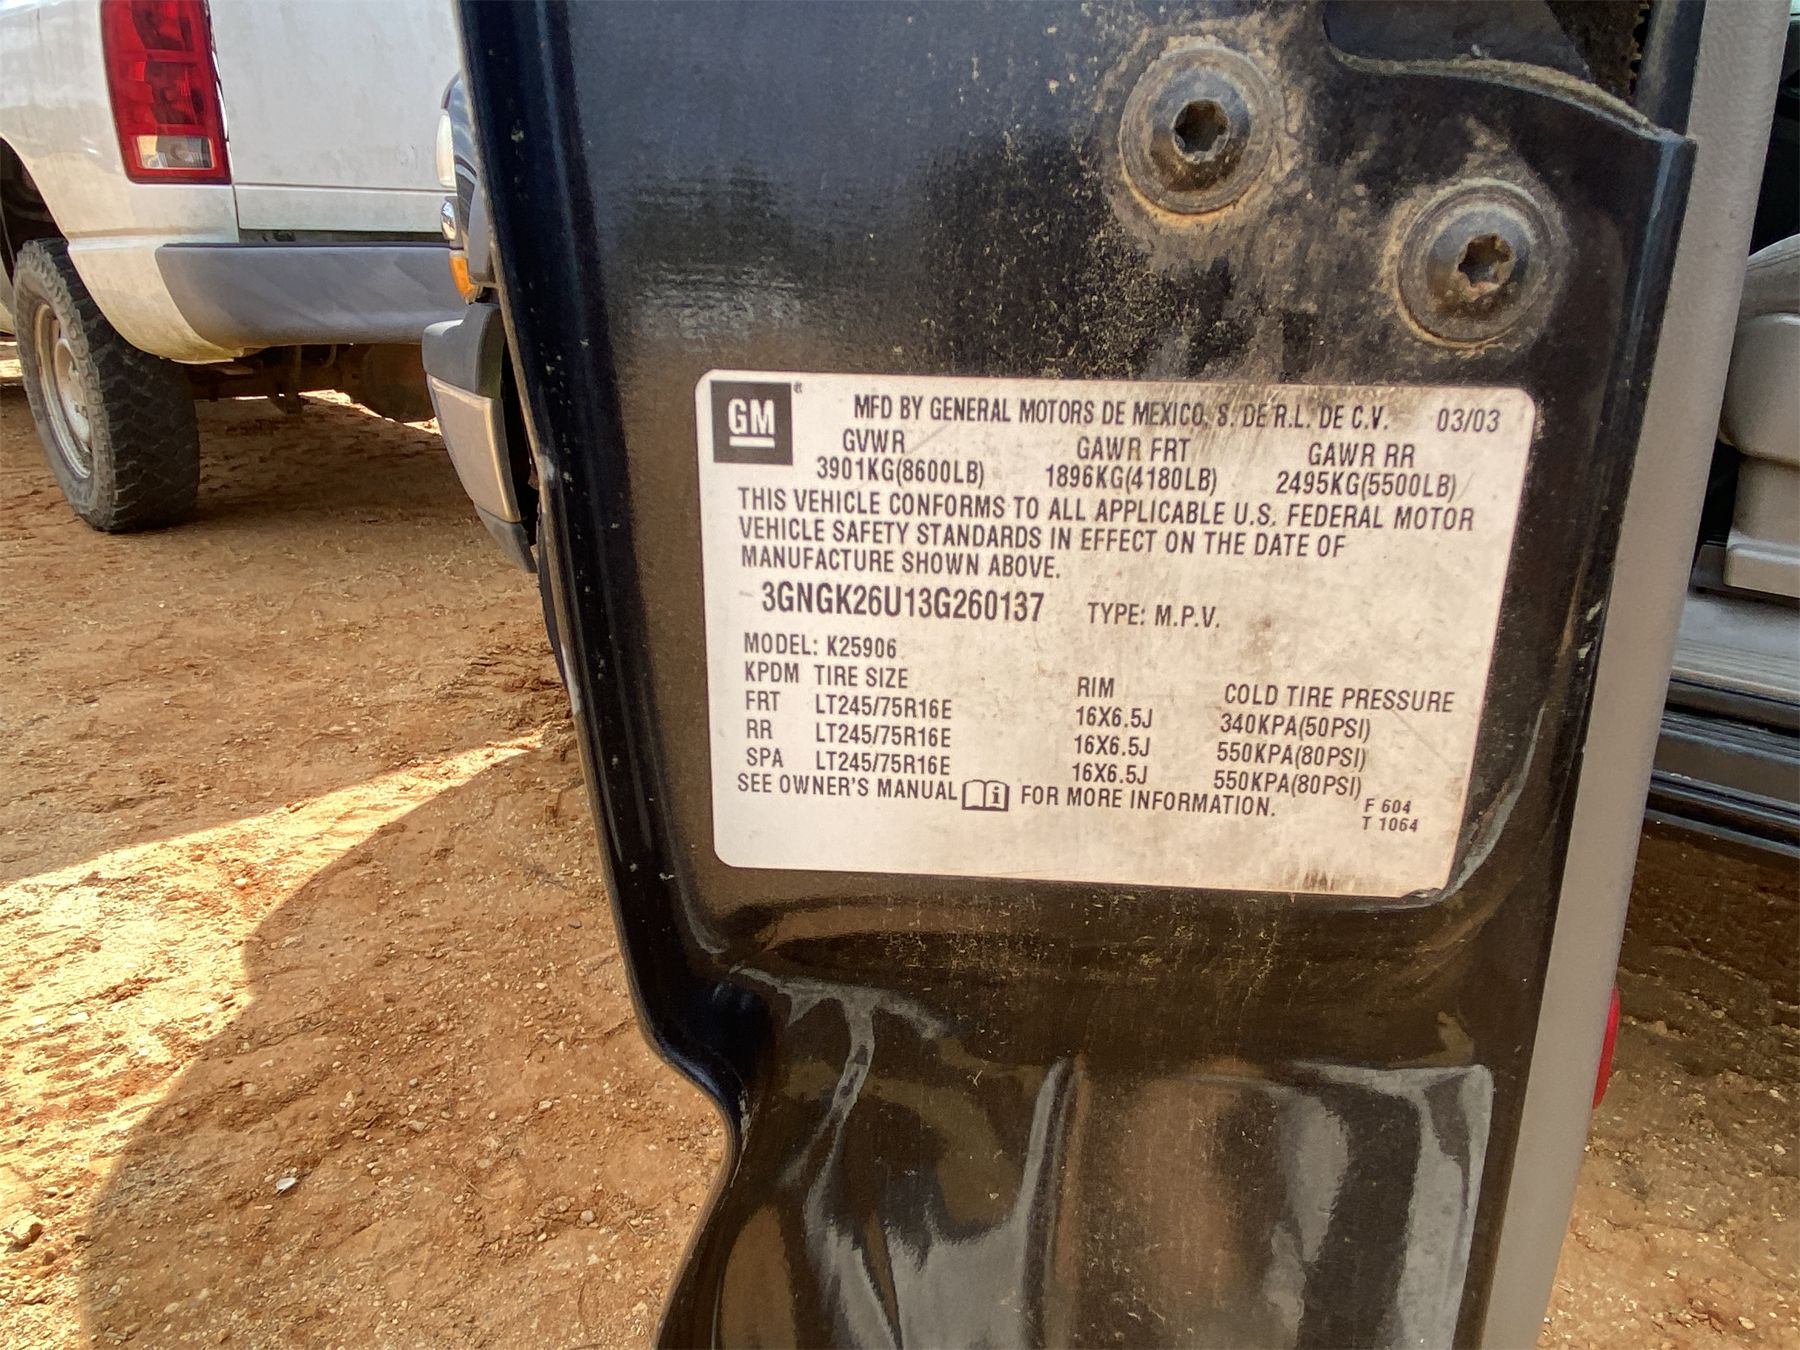 GM ®
MFD BY GENERAL MOTORS DE MEXICO, S. DE R.L. DE C.V. 03/03
GVWR GAWR FRT GAWR RR
3901KG(8600LB) 1896KG(4180LB) 2495KG(5500LB)
THIS VEHICLE CONFORMS TO ALL APPLICABLE U.S. FEDERAL MOTOR
VEHICLE SAFETY STANDARDS IN EFFECT ON THE DATE OF
MANUFACTURE SHOWN ABOVE.
3GNGK26U13G260137 TYPE: M.P.V.
MODEL: K25906
KPDM TIRE SIZE RIM COLD TIRE PRESSURE
FRT LT245/75R16E 16X6.5J 340KPA(50PSI)
RR LT245/75R16E 16X6.5J 550KPA(80PSI)
SPA LT245/75R16E 16X6.5J 550KPA(80PSI)
SEE OWNER'S MANUAL i FOR MORE INFORMATION.
F 604
T 1064